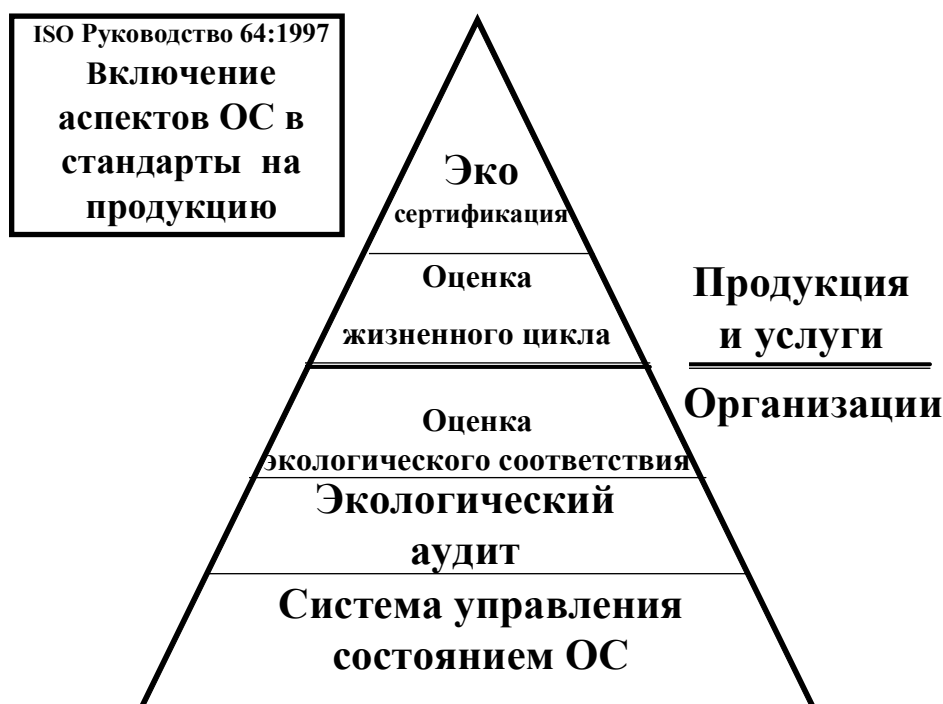 ISO Руководство 64:1997
Включение
аспектов ОС в
стандарты на
продукцию
Эко
сертификация
Оценка
жизненного цикла
Продукция
и услуги
Организации
Оценка
экологического соответствия
Экологический
аудит
Система управления
состоянием ОС